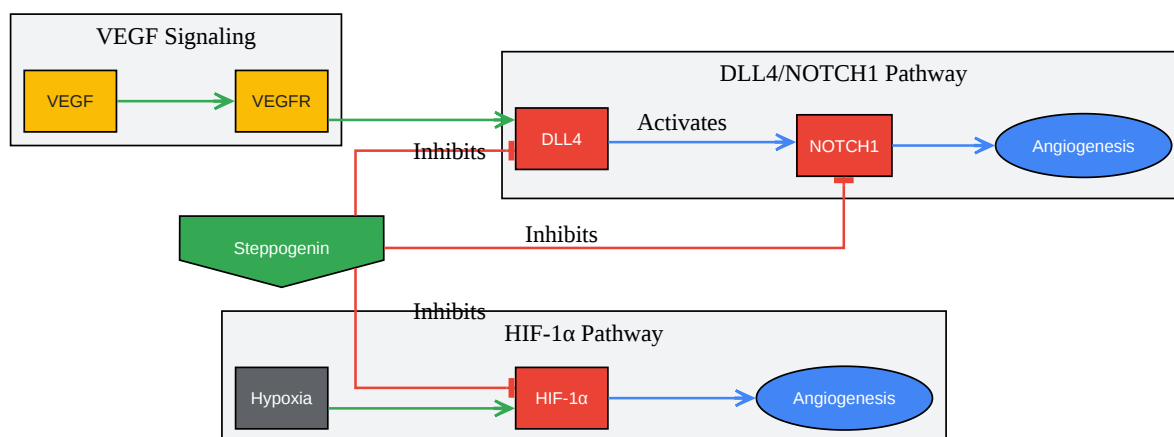 VEGF Signaling
VEGF
VEGFR
DLL4/NOTCH1 Pathway
DLL4
Activates
NOTCH1
Angiogenesis
Inhibits
Steppogenin
Inhibits
Inhibits
HIF-1α Pathway
Hypoxia
HIF-1α
Angiogenesis